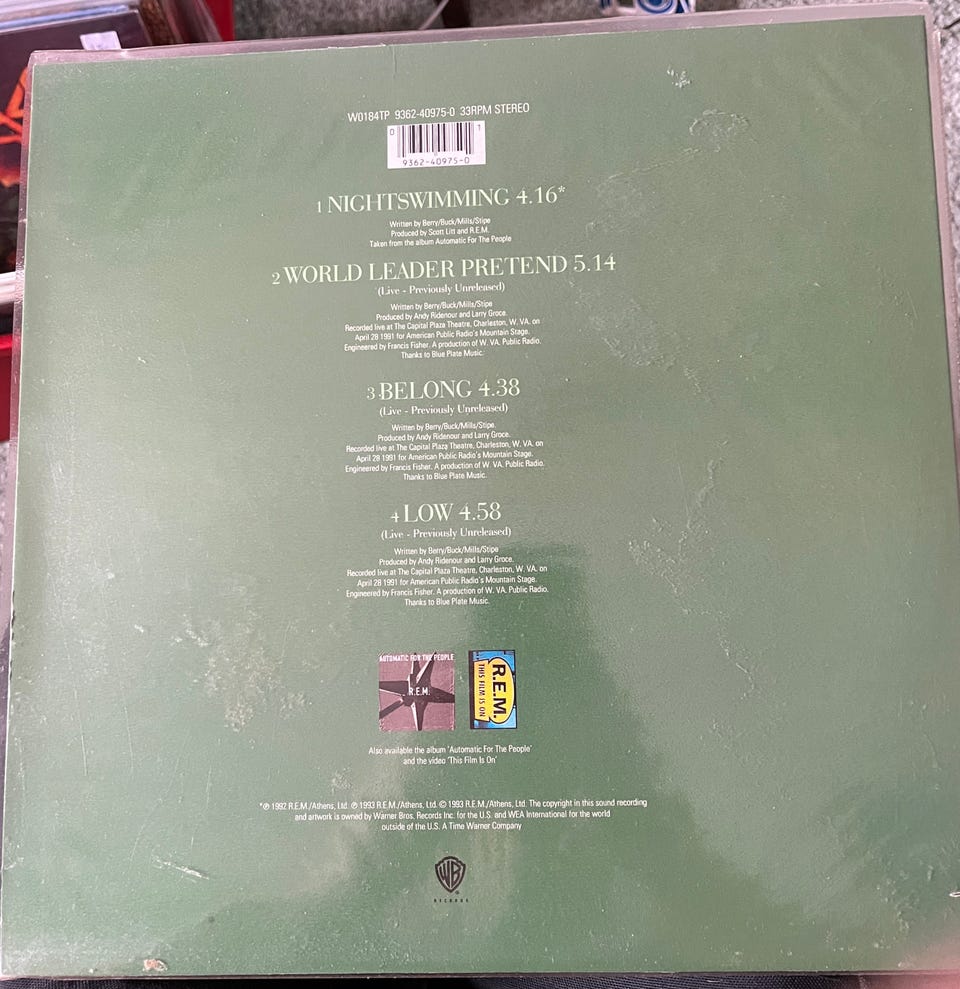 W0184TP 9362-40975-0 33RPM STEREO
0 1
9362-40975-0
1 NIGHTSWIMMING 4.16*
Written by Berry/Buck/Mills/Stipe
Produced by Scott Litt and R.E.M.
Taken from the album Automatic For The People
2 WORLD LEADER PRETEND 5.14
(Live - Previously Unreleased)
Written by Berry/Buck/Mills/Stipe
Produced by Andy Ridenour and Larry Groce.
Recorded live at The Capital Plaza Theatre, Charleston, W. VA. on
April 28 1991 for American Public Radio's Mountain Stage.
Engineered by Francis Fisher. A production of W. VA. Public Radio.
Thanks to Blue Plate Music.
3 BELONG 4.38
(Live - Previously Unreleased)
Written by Berry/Buck/Mills/Stipe.
Produced by Andy Ridenour and Larry Groce.
Recorded live at The Capital Plaza Theatre, Charleston, W. VA. on
April 28 1991 for American Public Radio's Mountain Stage.
Engineered by Francis Fisher. A production of W. VA. Public Radio.
Thanks to Blue Plate Music.
4 LOW 4.58
(Live - Previously Unreleased)
Written by Berry/Buck/Mills/Stipe
Produced by Andy Ridenour and Larry Groce.
Recorded live at The Capital Plaza Theatre, Charleston, W. VA. on
April 28 1991 for American Public Radio's Mountain Stage.
Engineered by Francis Fisher. A production of W. VA. Public Radio.
Thanks to Blue Plate Music.
AUTOMATIC FOR THE PEOPLE
R.E.M.
R.E.M.
THIS FILM IS ON
Also available the album 'Automatic For The People'
and the video 'This Film Is On'
*℗ 1992 R.E.M./Athens, Ltd. ℗ 1993 R.E.M./Athens, Ltd. © 1993 R.E.M./Athens, Ltd. The copyright in this sound recording
and artwork is owned by Warner Bros. Records Inc. for the U.S. and WEA International for the world
outside of the U.S. A Time Warner Company
WB
RECORDS